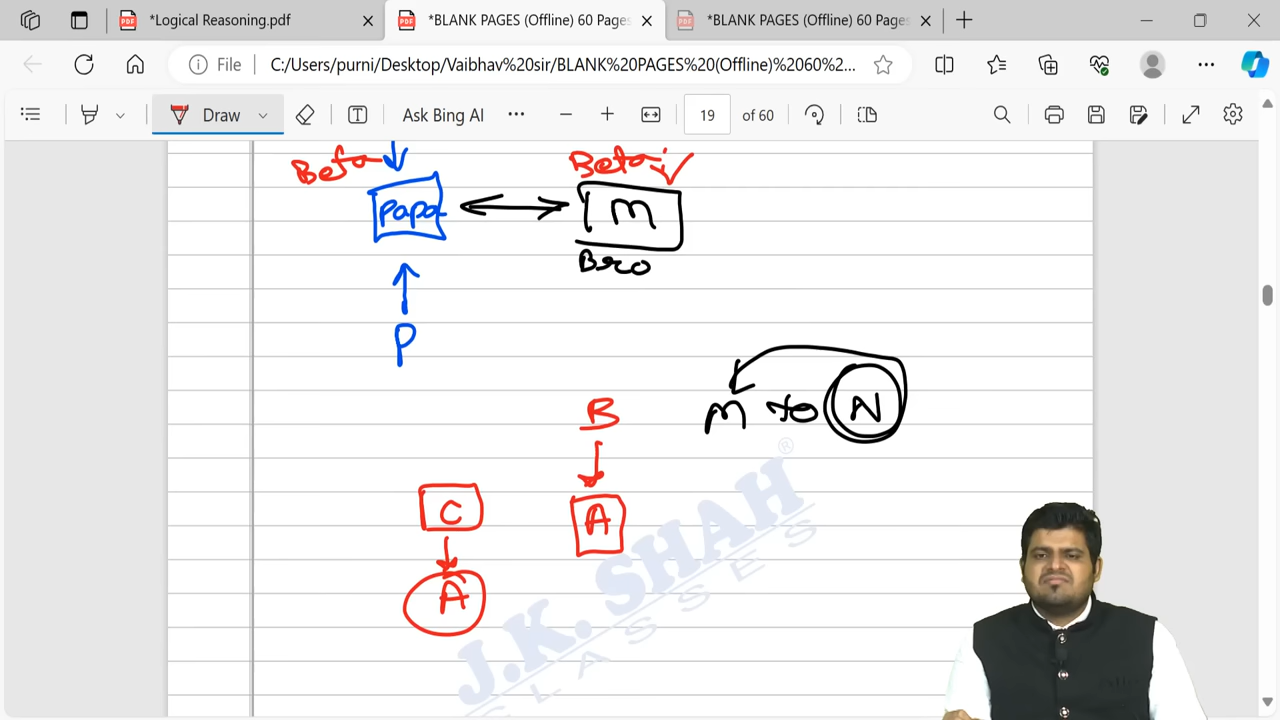 *Logical Reasoning.pdf
*BLANK PAGES (Offline) 60 Pages
*BLANK PAGES (Offline) 60 Pages
File
C:/Users/purni/Desktop/Vaibhav%20sir/BLANK%20PAGES%20(Offline)%2060%2...
Draw
Ask Bing AI
19 of 60
Beta
Beta
Papa
M
Bro
P
M to N
B
C
A
A
J.K. SHAH
CLASSES